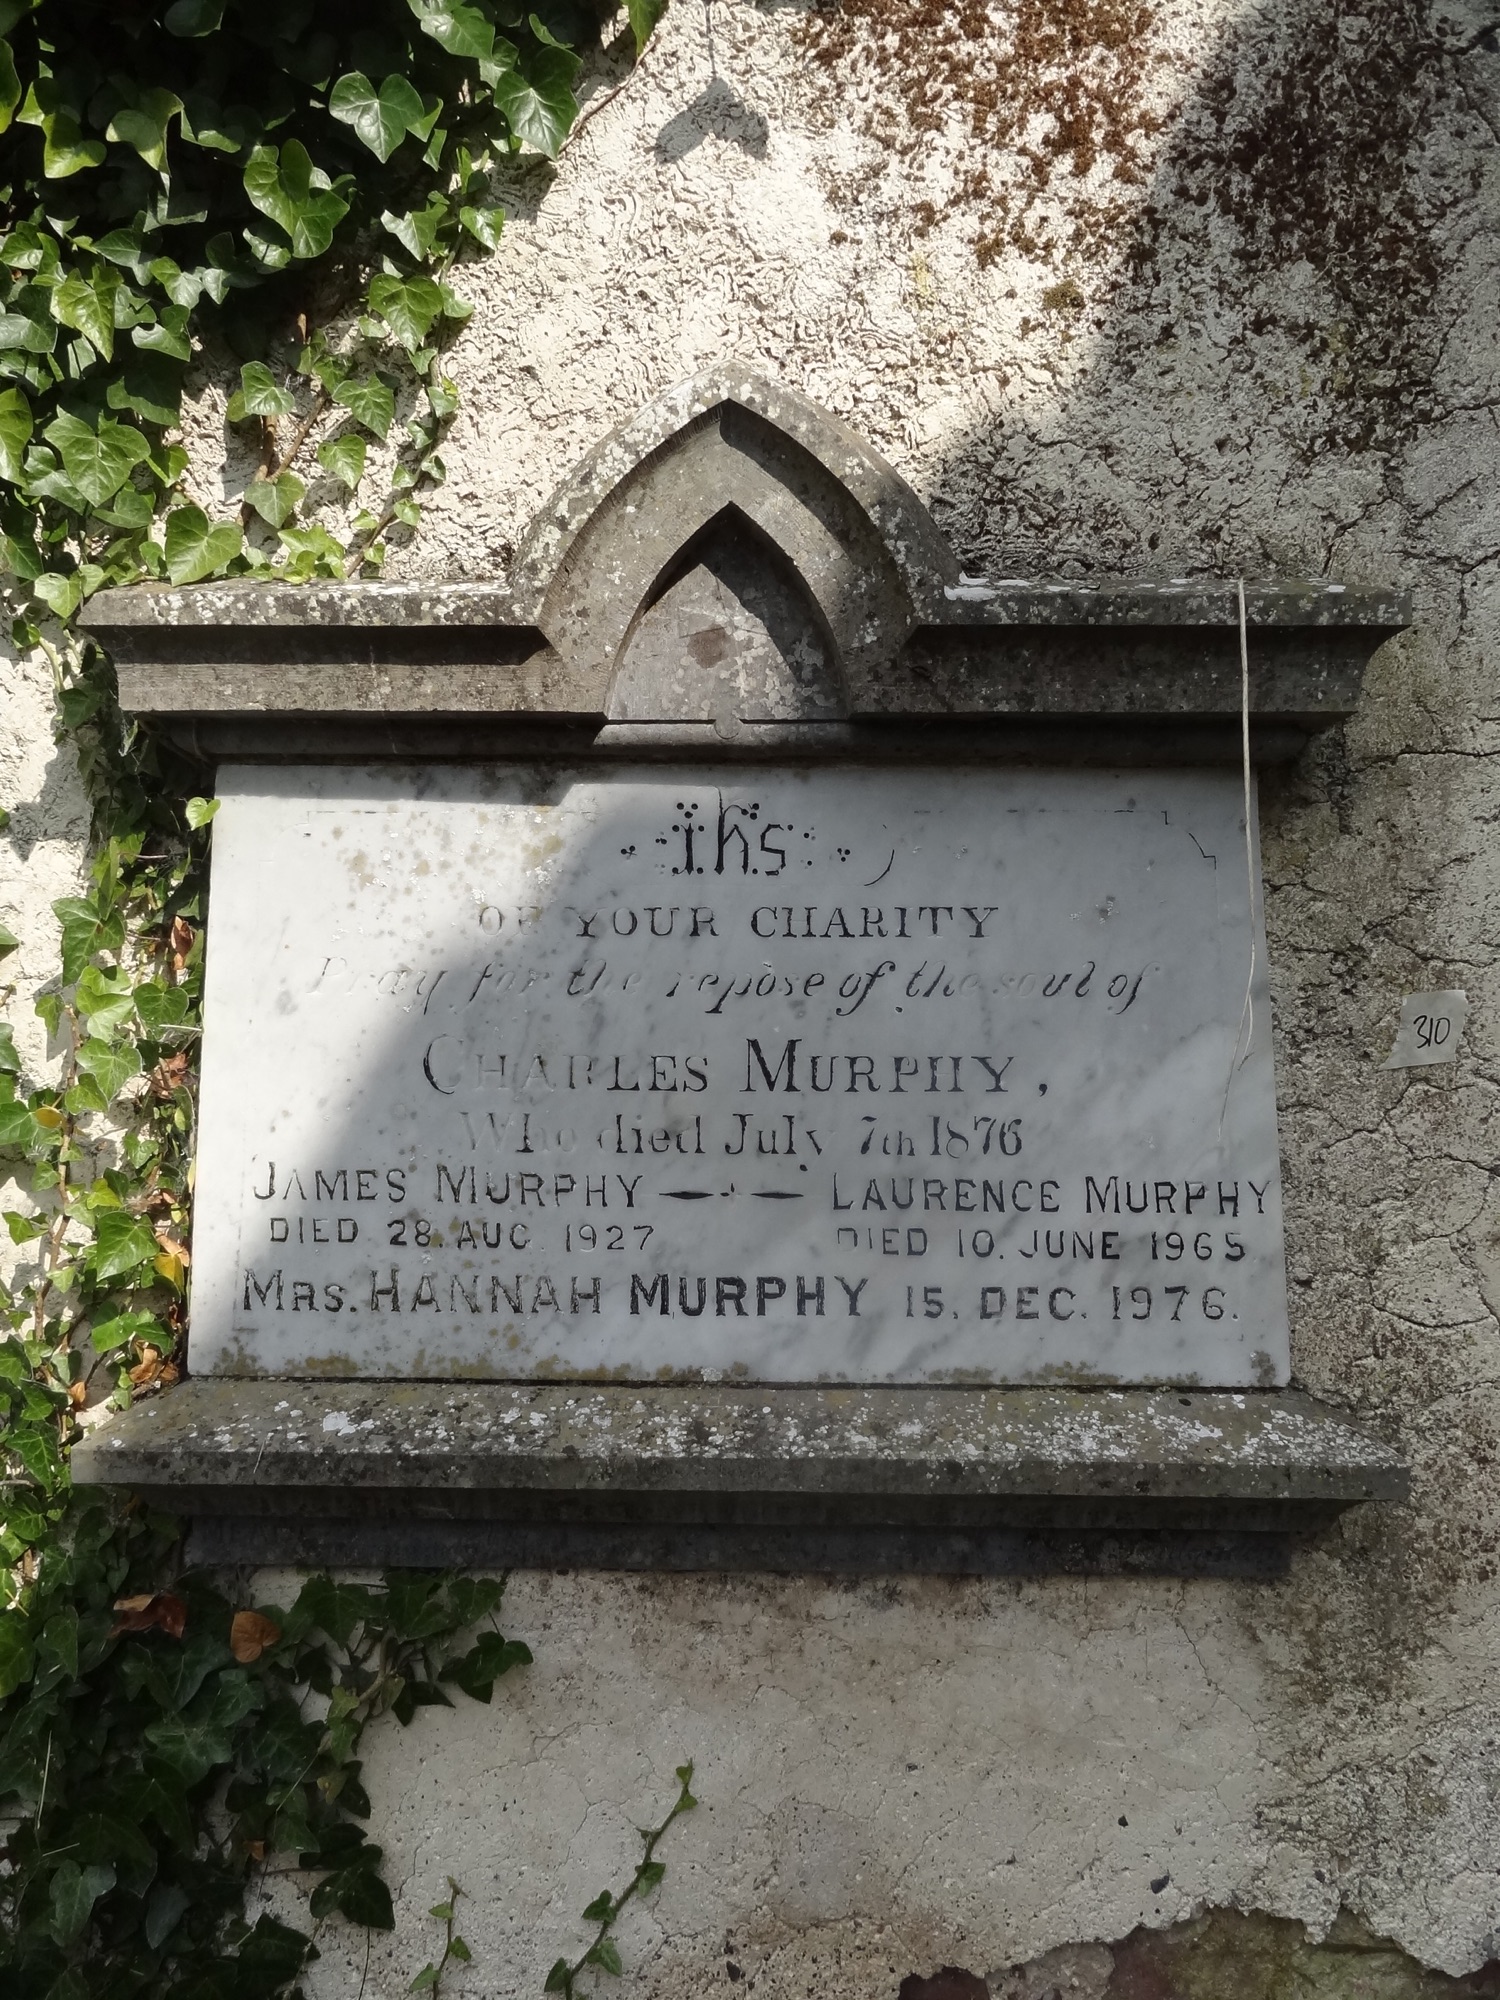 ihs
OF YOUR CHARITY
Pray for the repose of the soul of
CHARLES MURPHY,
Who died July 7th 1876
JAMES MURPHY — LAURENCE MURPHY
DIED 28. AUG. 1927 DIED 10. JUNE 1965
MRS. HANNAH MURPHY 15. DEC. 1976.
310